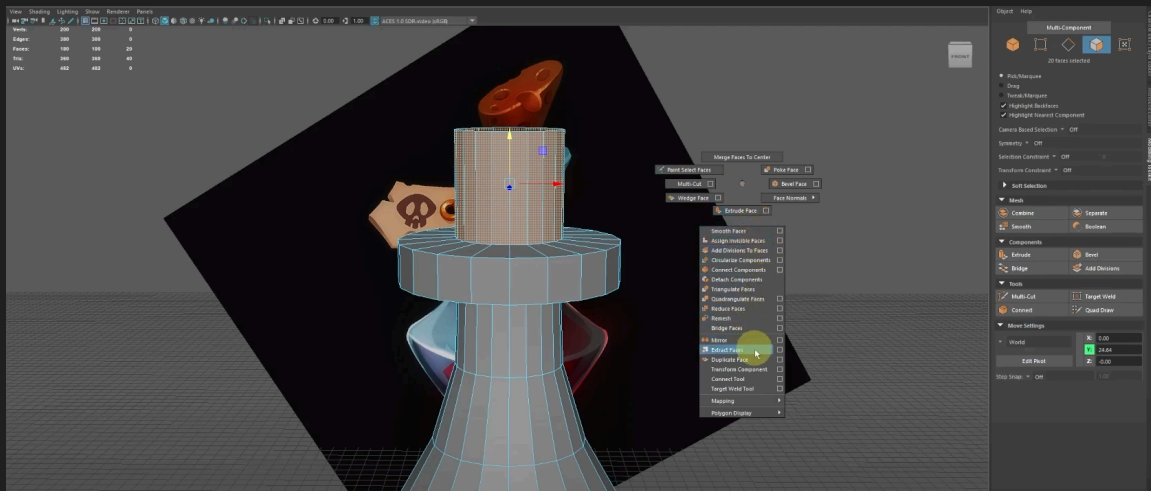 View Shading Lighting Show Renderer Panels
0.00 1.00 ACES 1.0 SDR-video (sRGB)
Verts: 200 200 0
Edges: 380 380 0
Faces: 180 180 20
Tris: 360 360 40
UVs: 482 482 0
FRONT
Merge Faces To Center
Paint Select Faces
Poke Face
Multi-Cut
Bevel Face
Wedge Face
Face Normals
Extrude Face
Smooth Faces
Assign Invisible Faces
Add Divisions To Faces
Circularize Components
Connect Components
Detach Components
Triangulate Faces
Quadrangulate Faces
Reduce Faces
Remesh
Bridge Faces
Mirror
Extract Faces
Duplicate Face
Transform Component
Connect Tool
Target Weld Tool
Mapping
Polygon Display
Object Help
Multi-Component
20 faces selected
Pick/Marquee
Drag
Tweak/Marquee
Highlight Backfaces
Highlight Nearest Component
Camera Based Selection Off
Symmetry Off
Selection Constraint Off
Transform Constraint Off
Soft Selection
Mesh
Combine Separate
Smooth Boolean
Components
Extrude Bevel
Bridge Add Divisions
Tools
Multi-Cut Target Weld
Connect Quad Draw
Move Settings
World
X: 0.00
Y: 24.64
Edit Pivot Z: -0.00
Step Snap: Off 1.00